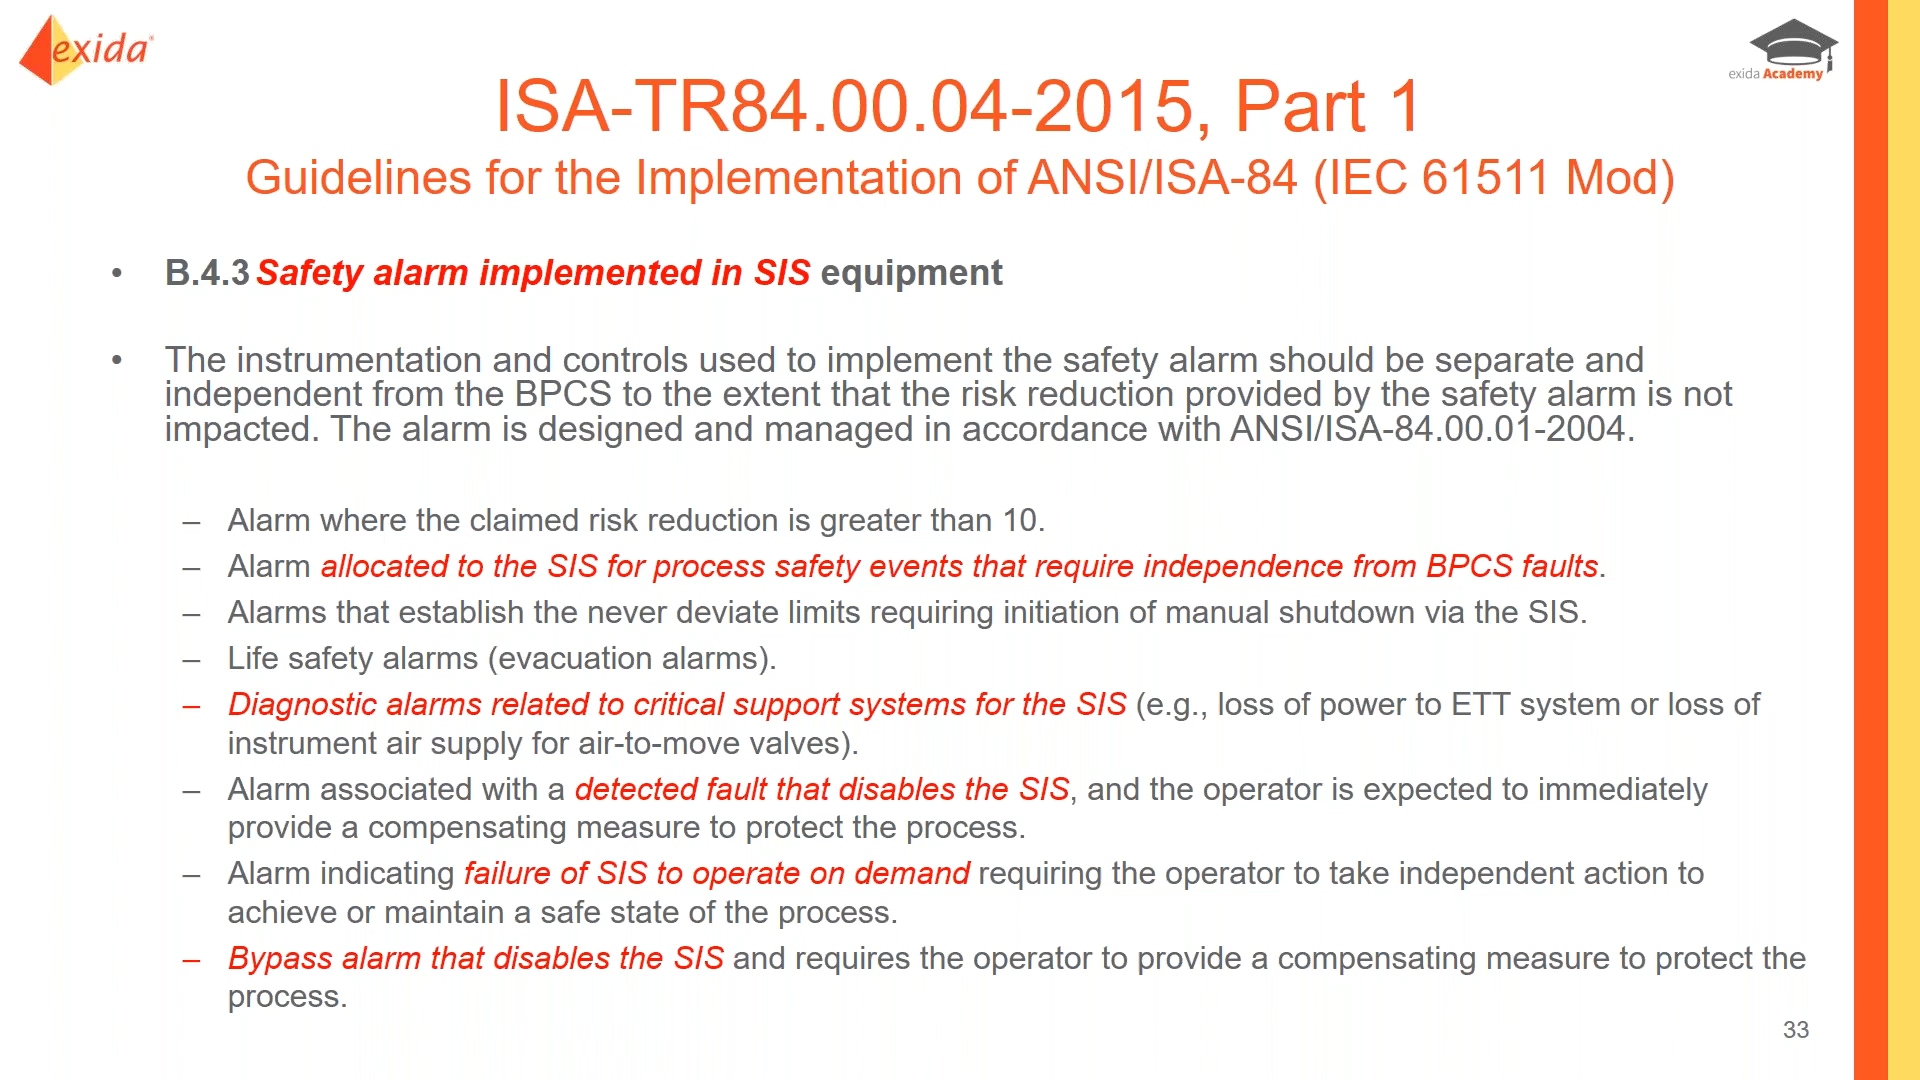 exida
exida Academy
ISA-TR84.00.04-2015, Part 1
Guidelines for the Implementation of ANSI/ISA-84 (IEC 61511 Mod)
• B.4.3 Safety alarm implemented in SIS equipment
• The instrumentation and controls used to implement the safety alarm should be separate and
independent from the BPCS to the extent that the risk reduction provided by the safety alarm is not
impacted. The alarm is designed and managed in accordance with ANSI/ISA-84.00.01-2004.
– Alarm where the claimed risk reduction is greater than 10.
– Alarm allocated to the SIS for process safety events that require independence from BPCS faults.
– Alarms that establish the never deviate limits requiring initiation of manual shutdown via the SIS.
– Life safety alarms (evacuation alarms).
– Diagnostic alarms related to critical support systems for the SIS (e.g., loss of power to ETT system or loss of
instrument air supply for air-to-move valves).
– Alarm associated with a detected fault that disables the SIS, and the operator is expected to immediately
provide a compensating measure to protect the process.
– Alarm indicating failure of SIS to operate on demand requiring the operator to take independent action to
achieve or maintain a safe state of the process.
– Bypass alarm that disables the SIS and requires the operator to provide a compensating measure to protect the
process.
33